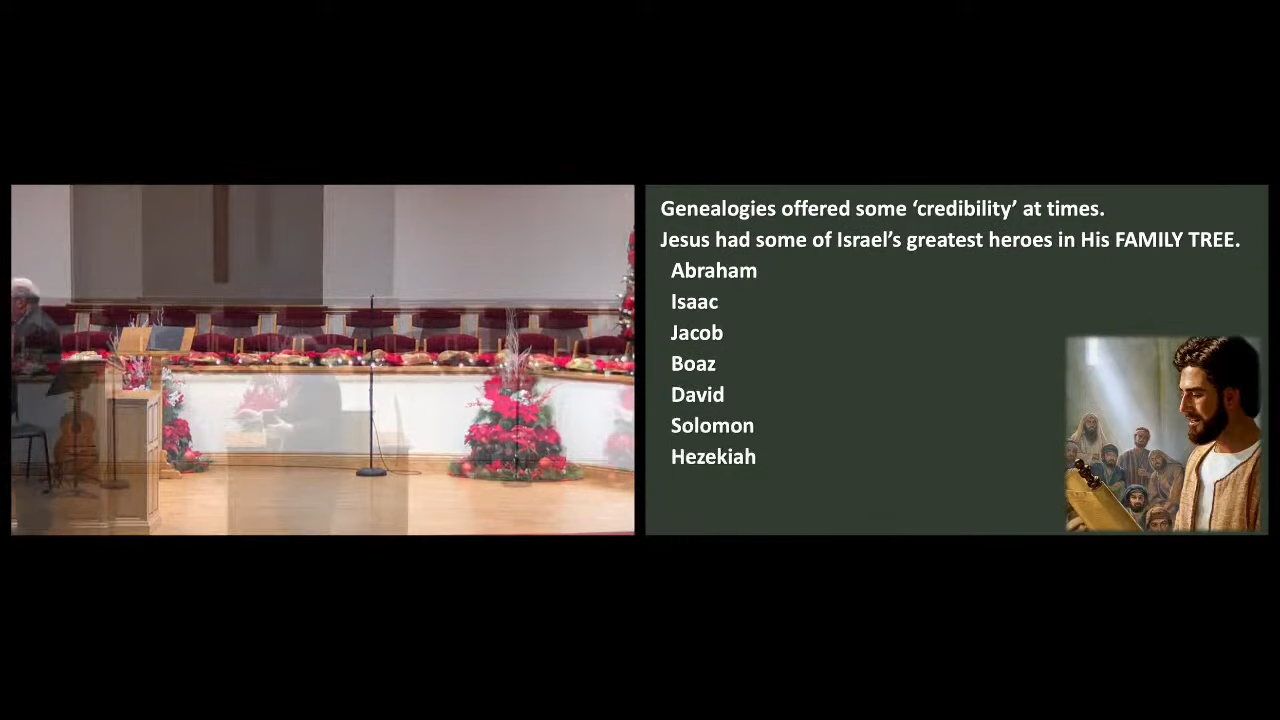 Genealogies offered some ‘credibility’ at times.
Jesus had some of Israel’s greatest heroes in His FAMILY TREE.
Abraham
Isaac
Jacob
Boaz
David
Solomon
Hezekiah